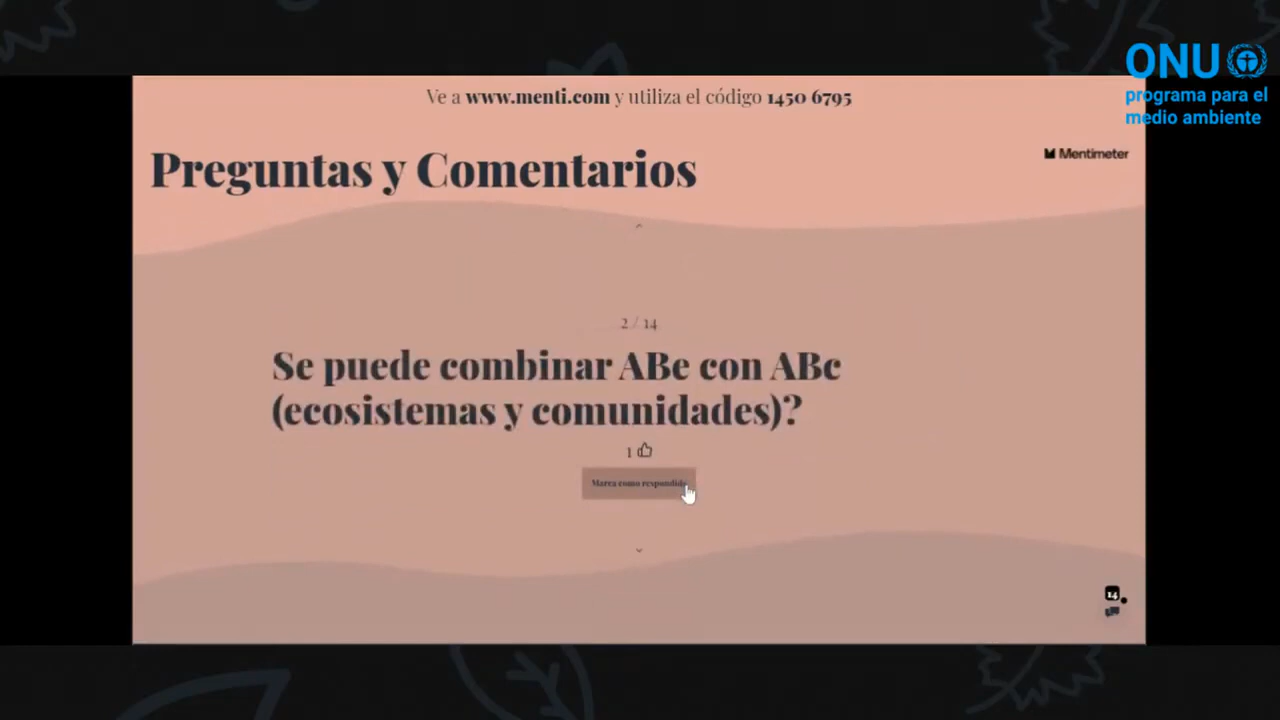 ONU
programa para el
medio ambiente
Ve a www.menti.com y utiliza el código 1450 6795
Preguntas y Comentarios
Mentimeter
2 / 14
Se puede combinar ABe con ABc
(ecosistemas y comunidades)?
1
Marca como respondida
14